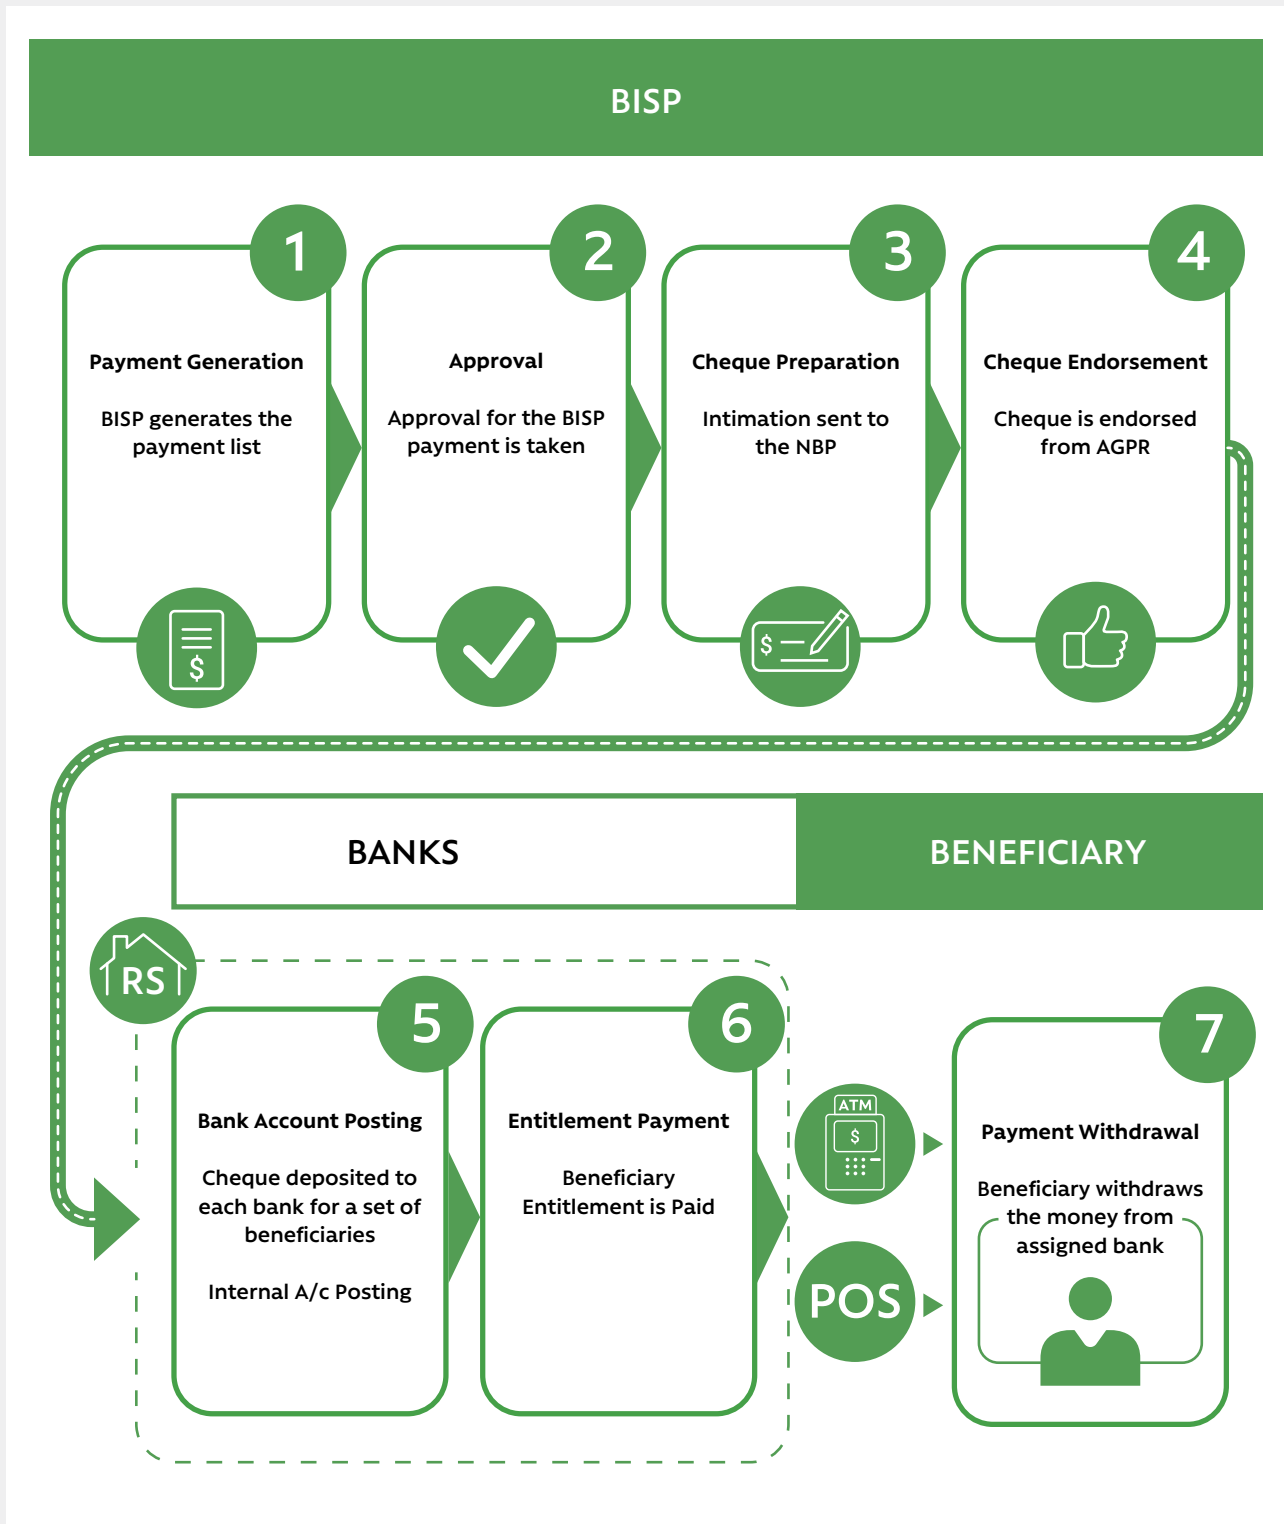 BISP
1
Payment Generation
BISP generates the
payment list
$
2
Approval
Approval for the BISP
payment is taken
3
Cheque Preparation
Intimation sent to
the NBP
$
4
Cheque Endorsement
Cheque is endorsed
from AGPR
BANKS
BENEFICIARY
RS
5
Bank Account Posting
Cheque deposited to
each bank for a set of
beneficiaries
Internal A/c Posting
6
Entitlement Payment
Beneficiary
Entitlement is Paid
ATM
$
POS
7
Payment Withdrawal
Beneficiary withdraws
the money from
assigned bank